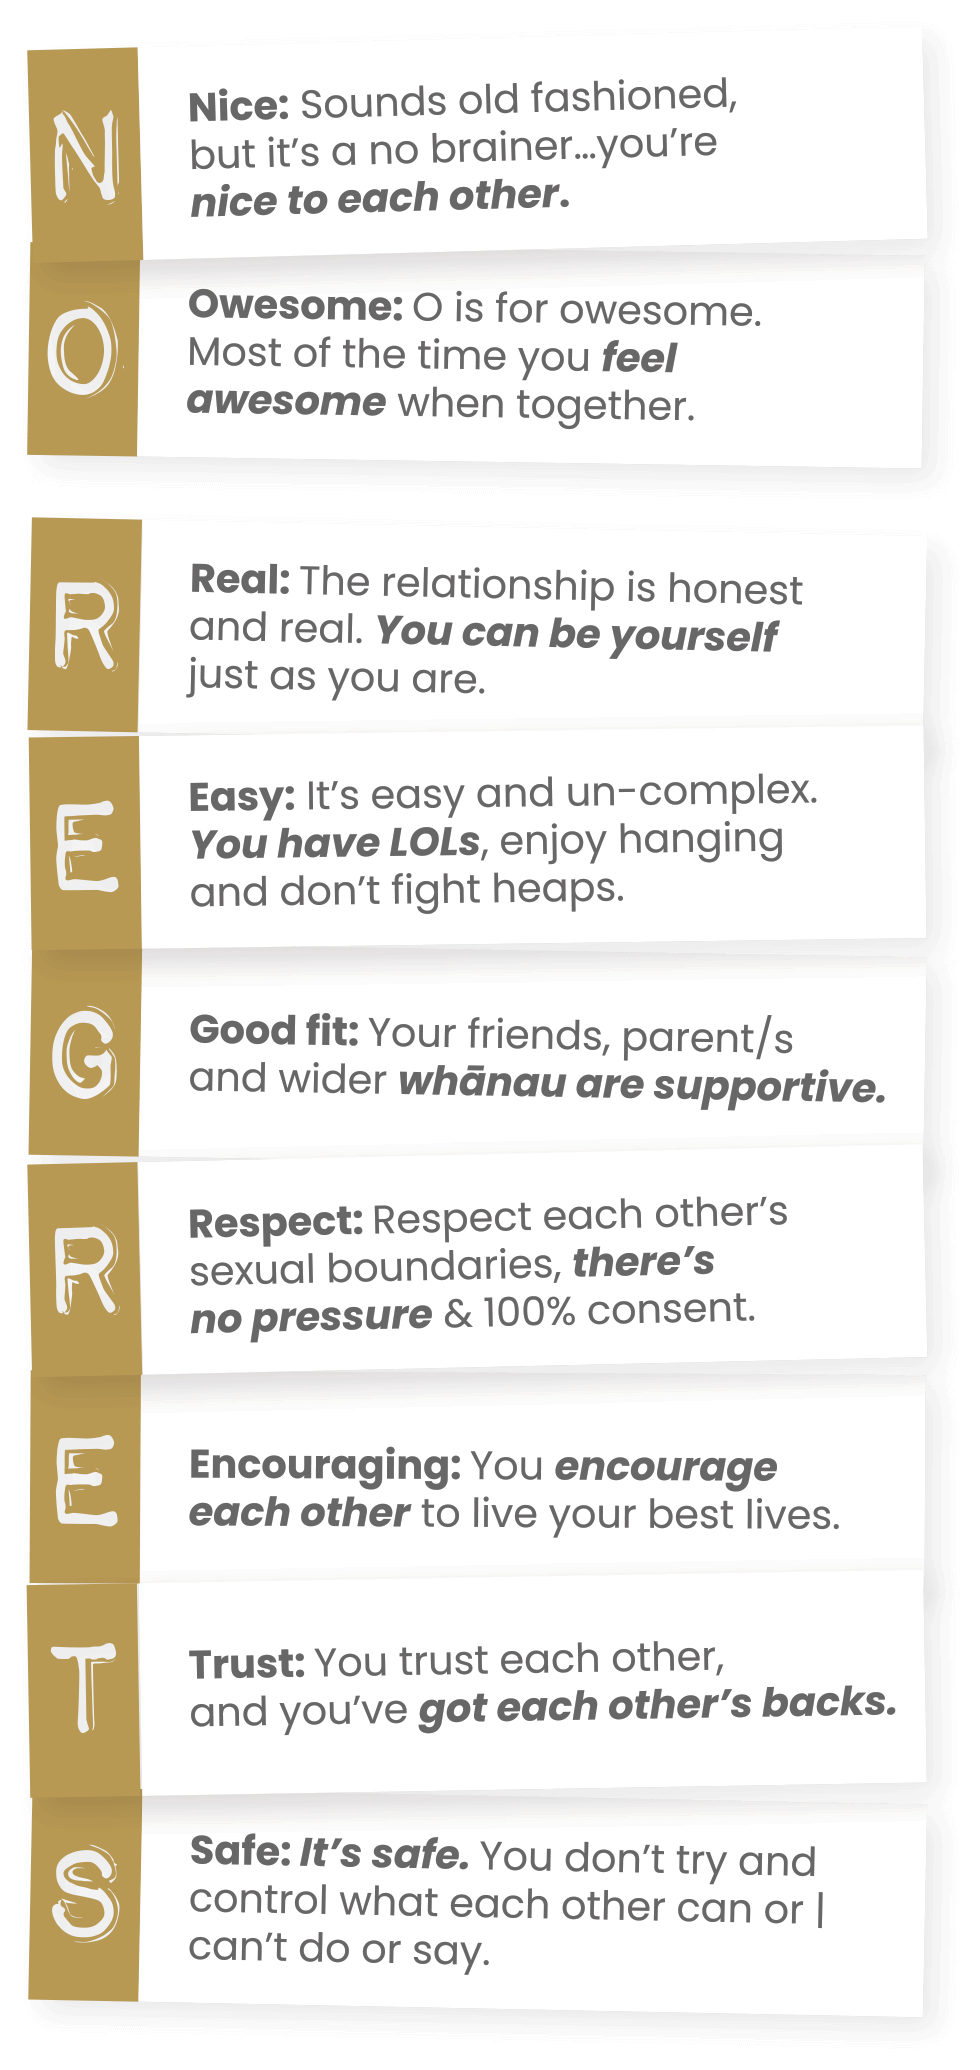 N
Nice: Sounds old fashioned,
but it’s a no brainer...you’re
nice to each other.
O
Owesome: O is for owesome.
Most of the time you feel
awesome when together.
R
Real: The relationship is honest
and real. You can be yourself
just as you are.
E
Easy: It’s easy and un-complex.
You have LOLs, enjoy hanging
and don’t fight heaps.
G
Good fit: Your friends, parent/s
and wider whānau are supportive.
R
Respect: Respect each other’s
sexual boundaries, there’s
no pressure & 100% consent.
E
Encouraging: You encourage
each other to live your best lives.
T
Trust: You trust each other,
and you’ve got each other’s backs.
S
Safe: It’s safe. You don’t try and
control what each other can or |
can’t do or say.